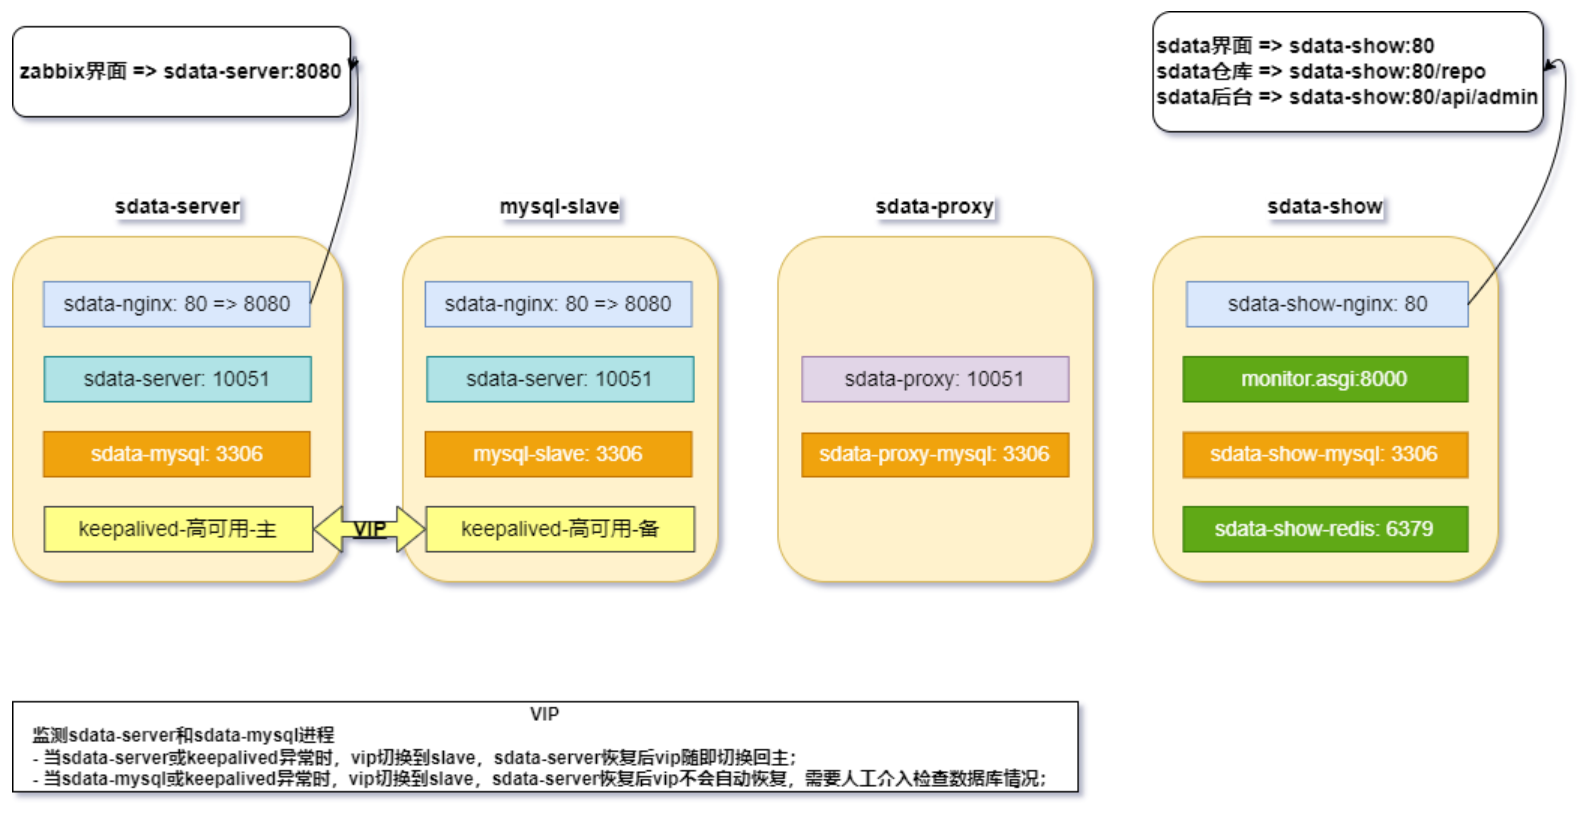 zabbix界面 => sdata-server:8080
sdata界面 => sdata-show:80
sdata仓库 => sdata-show:80/repo
sdata后台 => sdata-show:80/api/admin
sdata-server
sdata-nginx: 80 => 8080
sdata-server: 10051
sdata-mysql: 3306
keepalived-高可用-主
VIP
mysql-slave
sdata-nginx: 80 => 8080
sdata-server: 10051
mysql-slave: 3306
keepalived-高可用-备
sdata-proxy
sdata-proxy: 10051
sdata-proxy-mysql: 3306
sdata-show
sdata-show-nginx: 80
monitor.asgi:8000
sdata-show-mysql: 3306
sdata-show-redis: 6379
VIP
监测sdata-server和sdata-mysql进程
- 当sdata-server或keepalived异常时，vip切换到slave，sdata-server恢复后vip随即切换回主；
- 当sdata-mysql或keepalived异常时，vip切换到slave，sdata-server恢复后vip不会自动恢复，需要人工介入检查数据库情况；